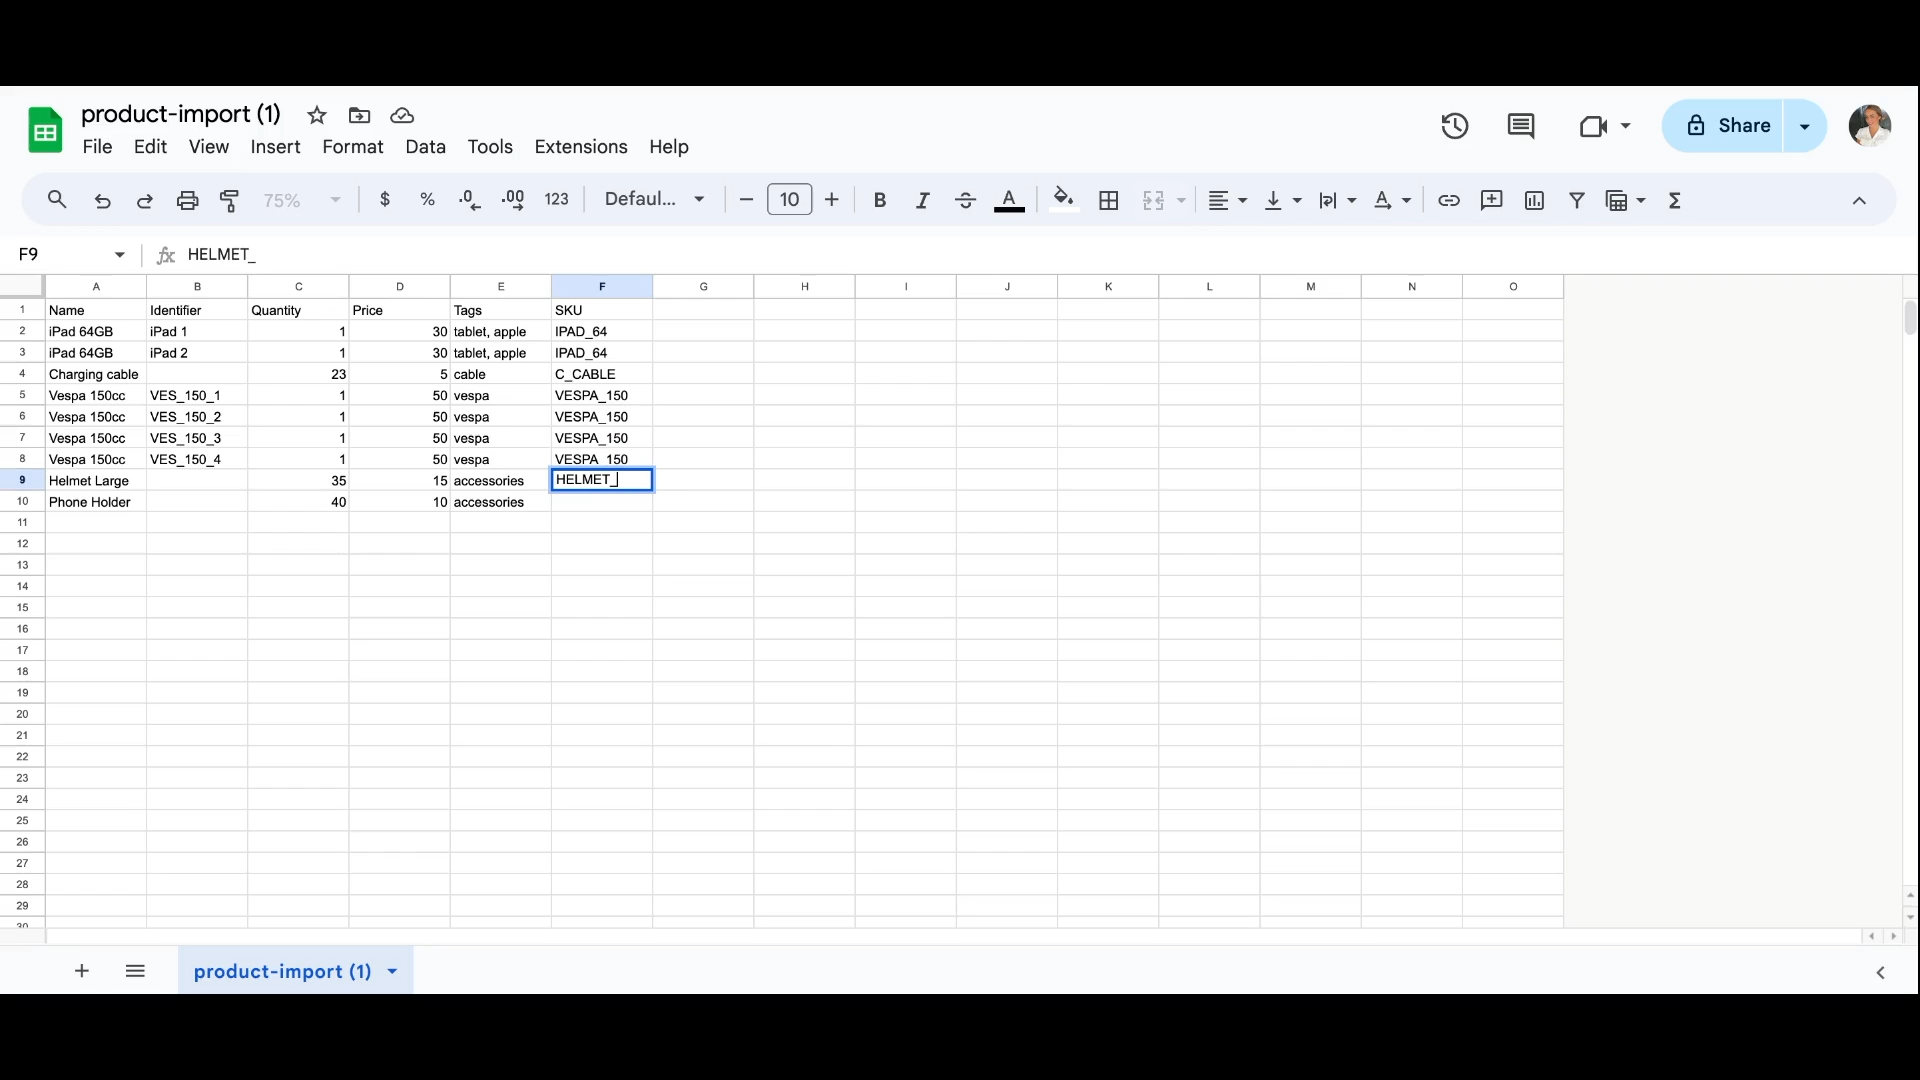 product-import (1)
File Edit View Insert Format Data Tools Extensions Help
Share
75% $ % .0 .00 123 Defaul... 10 B I S A
F9 fx HELMET_
A B C D E F G H I J K L M N O
1 Name Identifier Quantity Price Tags SKU
2 iPad 64GB iPad 1 1 30 tablet, apple IPAD_64
3 iPad 64GB iPad 2 1 30 tablet, apple IPAD_64
4 Charging cable 23 5 cable C_CABLE
5 Vespa 150cc VES_150_1 1 50 vespa VESPA_150
6 Vespa 150cc VES_150_2 1 50 vespa VESPA_150
7 Vespa 150cc VES_150_3 1 50 vespa VESPA_150
8 Vespa 150cc VES_150_4 1 50 vespa VESPA_150
9 Helmet Large 35 15 accessories HELMET_
10 Phone Holder 40 10 accessories
11
12
13
14
15
16
17
18
19
20
21
22
23
24
25
26
27
28
29
30
product-import (1)